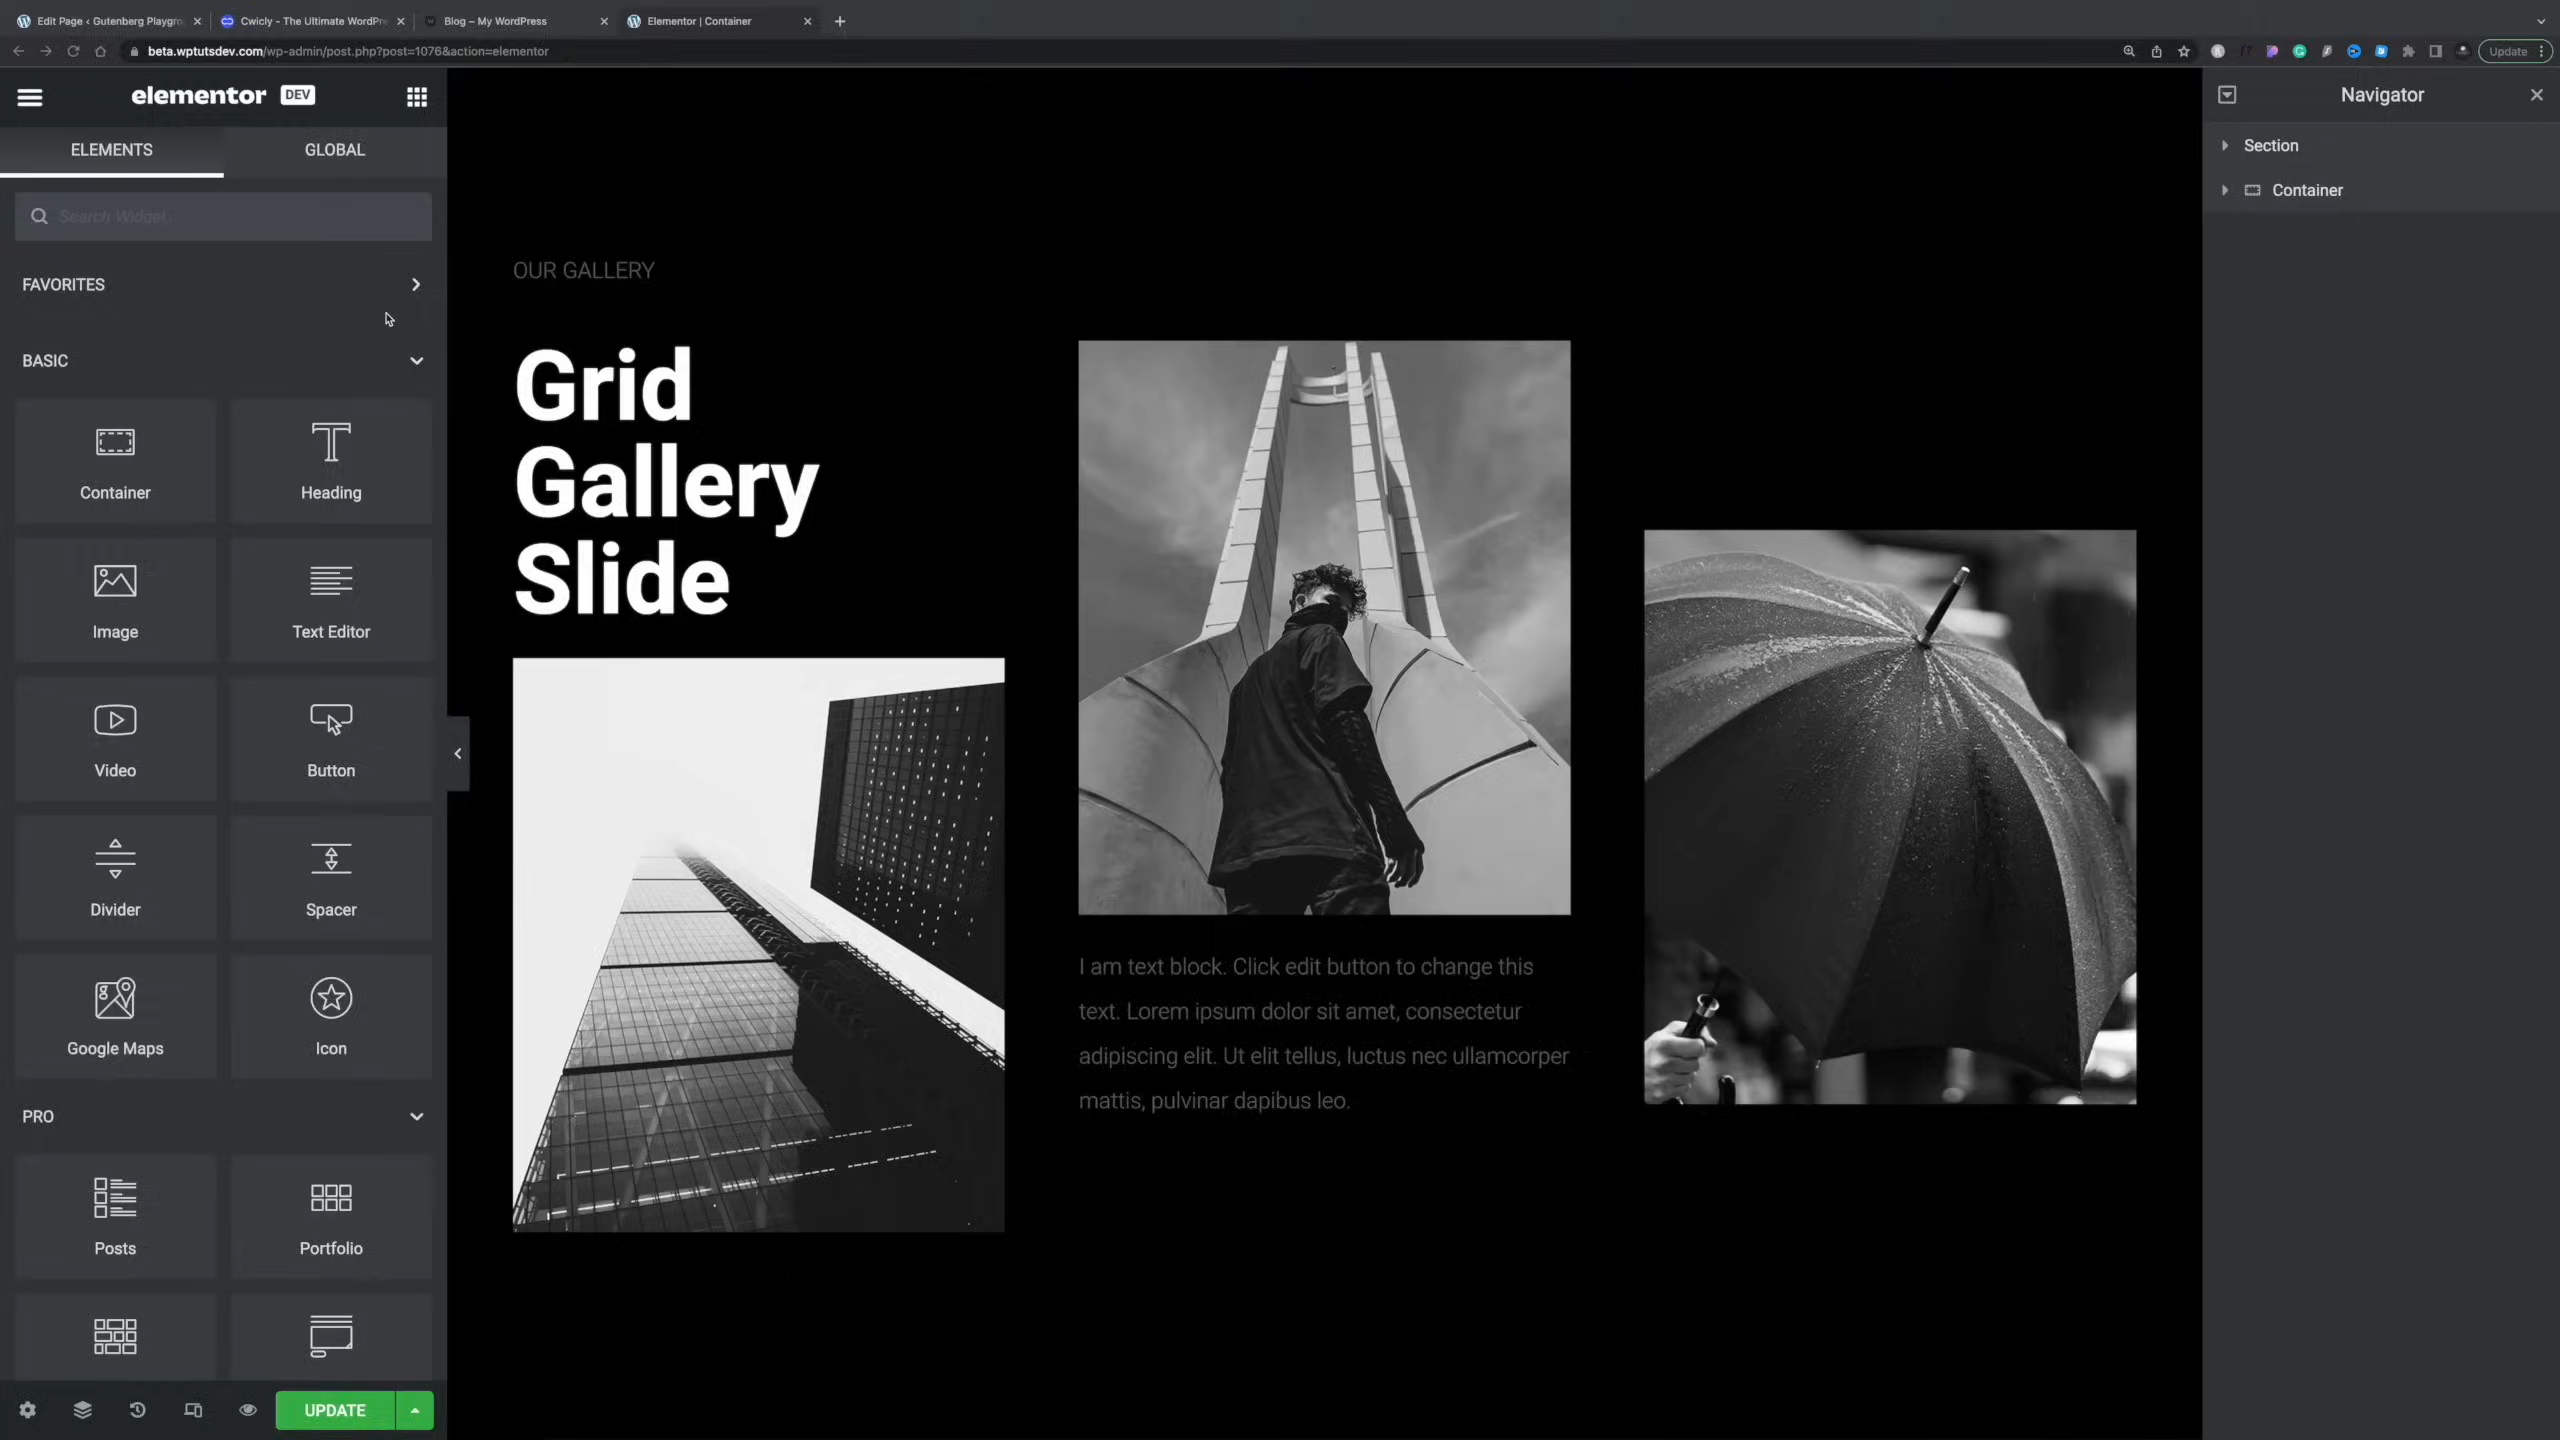 Edit Page ‹ Gutenberg Playgro
Cwicly - The Ultimate WordPre
Blog – My WordPress
Elementor | Container
beta.wptutsdev.com/wp-admin/post.php?post=1076&action=elementor
Update
elementor DEV
ELEMENTS
GLOBAL
Search Widget...
FAVORITES
BASIC
Container
Heading
Image
Text Editor
Video
Button
Divider
Spacer
Google Maps
Icon
PRO
Posts
Portfolio
UPDATE
OUR GALLERY
Grid
Gallery
Slide
I am text block. Click edit button to change this
text. Lorem ipsum dolor sit amet, consectetur
adipiscing elit. Ut elit tellus, luctus nec ullamcorper
mattis, pulvinar dapibus leo.
Navigator
Section
Container